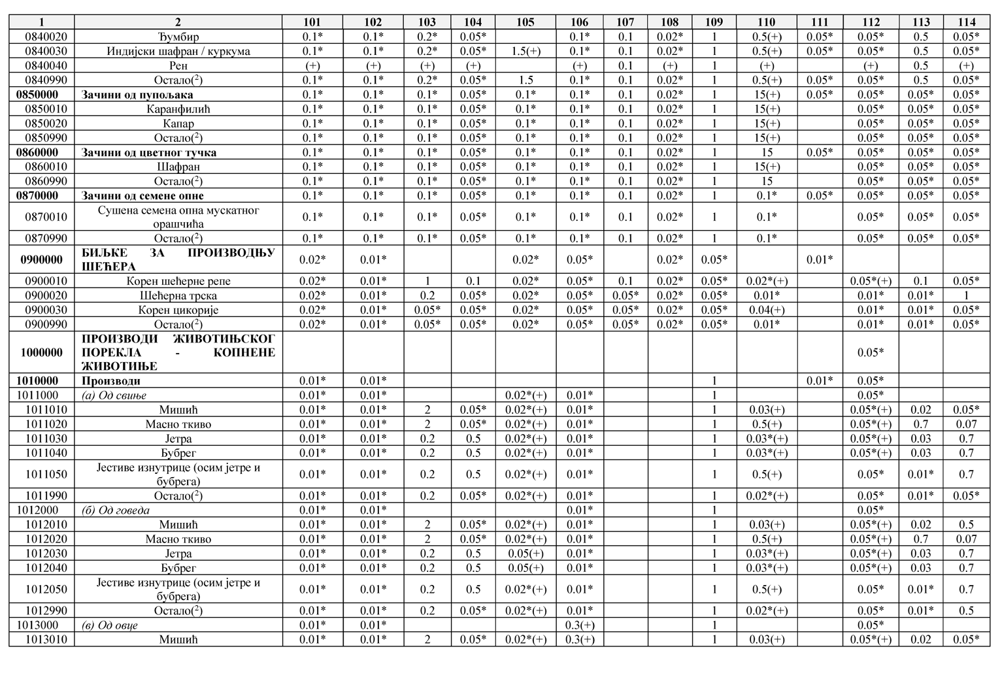 1 2 101 102 103 104 105 106 107 108 109 110 111 112 113 114
0840020 Ђумбир 0.1* 0.1* 0.2* 0.05* 0.1* 0.1 0.02* 1 0.5(+) 0.05* 0.05* 0.5 0.05*
0840030 Индијски шафран / куркума 0.1* 0.1* 0.2* 0.05* 1.5(+) 0.1* 0.1 0.02* 1 0.5(+) 0.05* 0.05* 0.5 0.05*
0840040 Рен (+) (+) (+) (+) (+) 0.1 (+) 1 (+) (+) 0.5 (+)
0840990 Остало(2) 0.1* 0.1* 0.2* 0.05* 1.5 0.1* 0.1 0.02* 1 0.5(+) 0.05* 0.05* 0.5 0.05*
0850000 Зачини од пупољака 0.1* 0.1* 0.1* 0.05* 0.1* 0.1* 0.1 0.02* 1 15(+) 0.05* 0.05* 0.05* 0.05*
0850010 Каранфилић 0.1* 0.1* 0.1* 0.05* 0.1* 0.1* 0.1 0.02* 1 15(+) 0.05* 0.05* 0.05*
0850020 Капар 0.1* 0.1* 0.1* 0.05* 0.1* 0.1* 0.1 0.02* 1 15(+) 0.05* 0.05* 0.05*
0850990 Остало(2) 0.1* 0.1* 0.1* 0.05* 0.1* 0.1* 0.1 0.02* 1 15(+) 0.05* 0.05* 0.05*
0860000 Зачини од цветног тучка 0.1* 0.1* 0.1* 0.05* 0.1* 0.1* 0.1 0.02* 1 15 0.05* 0.05* 0.05* 0.05*
0860010 Шафран 0.1* 0.1* 0.1* 0.05* 0.1* 0.1* 0.1 0.02* 1 15(+) 0.05* 0.05* 0.05*
0860990 Остало(2) 0.1* 0.1* 0.1* 0.05* 0.1* 0.1* 0.1 0.02* 1 15 0.05* 0.05* 0.05*
0870000 Зачини од семене опне 0.1* 0.1* 0.1* 0.05* 0.1* 0.1* 0.1 0.02* 1 0.1* 0.05* 0.05* 0.05* 0.05*
0870010 Сушена семена опна мускатног
орашчића 0.1* 0.1* 0.1* 0.05* 0.1* 0.1* 0.1 0.02* 1 0.1* 0.05* 0.05* 0.05*
0870990 Остало(2) 0.1* 0.1* 0.1* 0.05* 0.1* 0.1* 0.1 0.02* 1 0.1* 0.05* 0.05* 0.05*
0900000 БИЉКЕ ЗА ПРОИЗВОДЊУ
ШЕЋЕРА 0.02* 0.01* 0.02* 0.05* 0.02* 0.05* 0.01*
0900010 Корен шећерне репе 0.02* 0.01* 1 0.1 0.02* 0.05* 0.1 0.02* 0.05* 0.02*(+) 0.05*(+) 0.1 0.05*
0900020 Шећерна трска 0.02* 0.01* 0.2 0.05* 0.02* 0.05* 0.05* 0.02* 0.05* 0.01* 0.01* 0.01* 1
0900030 Корен цикорије 0.02* 0.01* 0.05* 0.05* 0.02* 0.05* 0.05* 0.02* 0.05* 0.04(+) 0.01* 0.01* 0.05*
0900990 Остало(2) 0.02* 0.01* 0.05* 0.05* 0.02* 0.05* 0.05* 0.02* 0.05* 0.01* 0.01* 0.01* 0.05*
1000000 ПРОИЗВОДИ ЖИВОТИЊСКОГ
ПОРЕКЛА - КОПНЕНЕ
ЖИВОТИЊЕ 0.05*
1010000 Производи 0.01* 0.01* 1 0.01* 0.05*
1011000 (а) Од свиње 0.01* 0.01* 0.02*(+) 0.01* 1 0.05*
1011010 Мишић 0.01* 0.01* 2 0.05* 0.02*(+) 0.01* 1 0.03(+) 0.05*(+) 0.02 0.05*
1011020 Масно ткиво 0.01* 0.01* 2 0.05* 0.02*(+) 0.01* 1 0.5(+) 0.05*(+) 0.7 0.07
1011030 Јетра 0.01* 0.01* 0.2 0.5 0.02*(+) 0.01* 1 0.03*(+) 0.05*(+) 0.03 0.7
1011040 Бубрег 0.01* 0.01* 0.2 0.5 0.02*(+) 0.01* 1 0.03*(+) 0.05*(+) 0.03 0.7
1011050 Јестиве изнутрице (осим јетре и
бубрега) 0.01* 0.01* 0.2 0.5 0.02*(+) 0.01* 1 0.5(+) 0.05* 0.01* 0.7
1011990 Остало(2) 0.01* 0.01* 0.2 0.05* 0.02*(+) 0.01* 1 0.02*(+) 0.05* 0.01* 0.05*
1012000 (б) Од говеда 0.01* 0.01* 0.01* 1 0.05*
1012010 Мишић 0.01* 0.01* 2 0.05* 0.02*(+) 0.01* 1 0.03(+) 0.05*(+) 0.02 0.5
1012020 Масно ткиво 0.01* 0.01* 2 0.05* 0.02*(+) 0.01* 1 0.5(+) 0.05*(+) 0.7 0.07
1012030 Јетра 0.01* 0.01* 0.2 0.5 0.05(+) 0.01* 1 0.03*(+) 0.05*(+) 0.03 0.7
1012040 Бубрег 0.01* 0.01* 0.2 0.5 0.05(+) 0.01* 1 0.03*(+) 0.05*(+) 0.03 0.7
1012050 Јестиве изнутрице (осим јетре и
бубрега) 0.01* 0.01* 0.2 0.5 0.02*(+) 0.01* 1 0.5(+) 0.05* 0.01* 0.7
1012990 Остало(2) 0.01* 0.01* 0.2 0.05* 0.02*(+) 0.01* 1 0.02*(+) 0.05* 0.01* 0.5
1013000 (в) Од овце 0.01* 0.01* 0.3(+) 1 0.05*
1013010 Мишић 0.01* 0.01* 2 0.05* 0.02*(+) 0.3(+) 1 0.03(+) 0.05*(+) 0.02 0.05*